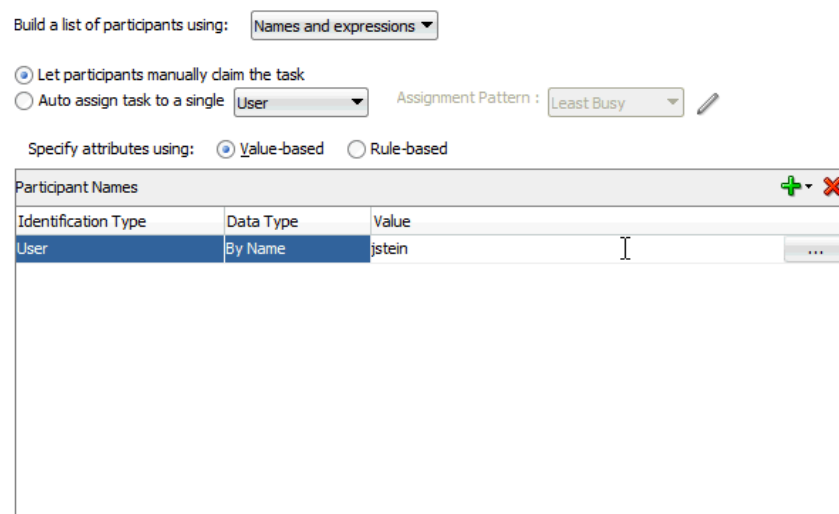 Build a list of participants using: Names and expressions
Let participants manually claim the task
Auto assign task to a single User Assignment Pattern : Least Busy
Specify attributes using: Value-based Rule-based
Participant Names
Identification Type Data Type Value
User By Name jstein
...